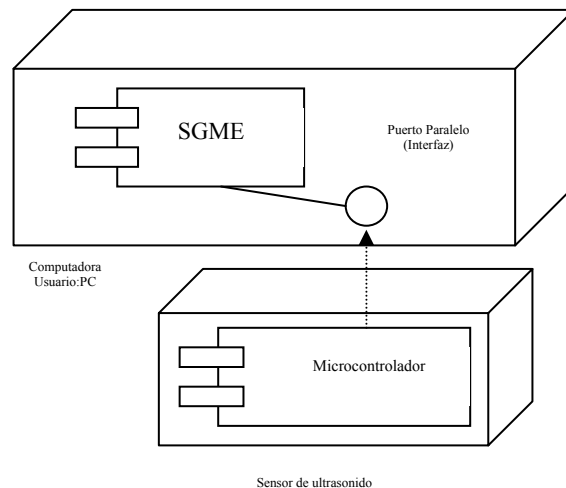 SGME
Puerto Paralelo
(Interfaz)
Computadora
Usuario:PC
Microcontrolador
Sensor de ultrasonido